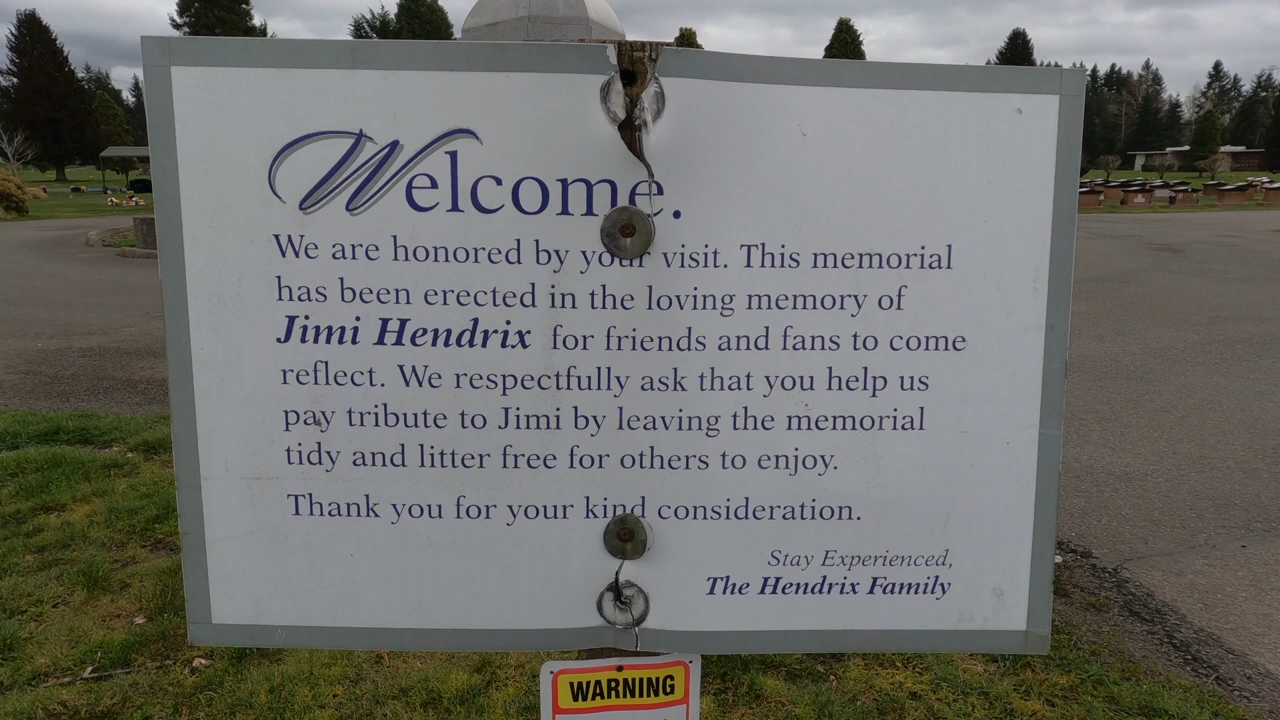 Welcome.
We are honored by your visit. This memorial
has been erected in the loving memory of
Jimi Hendrix for friends and fans to come
reflect. We respectfully ask that you help us
pay tribute to Jimi by leaving the memorial
tidy and litter free for others to enjoy.
Thank you for your kind consideration.
Stay Experienced,
The Hendrix Family
WARNING